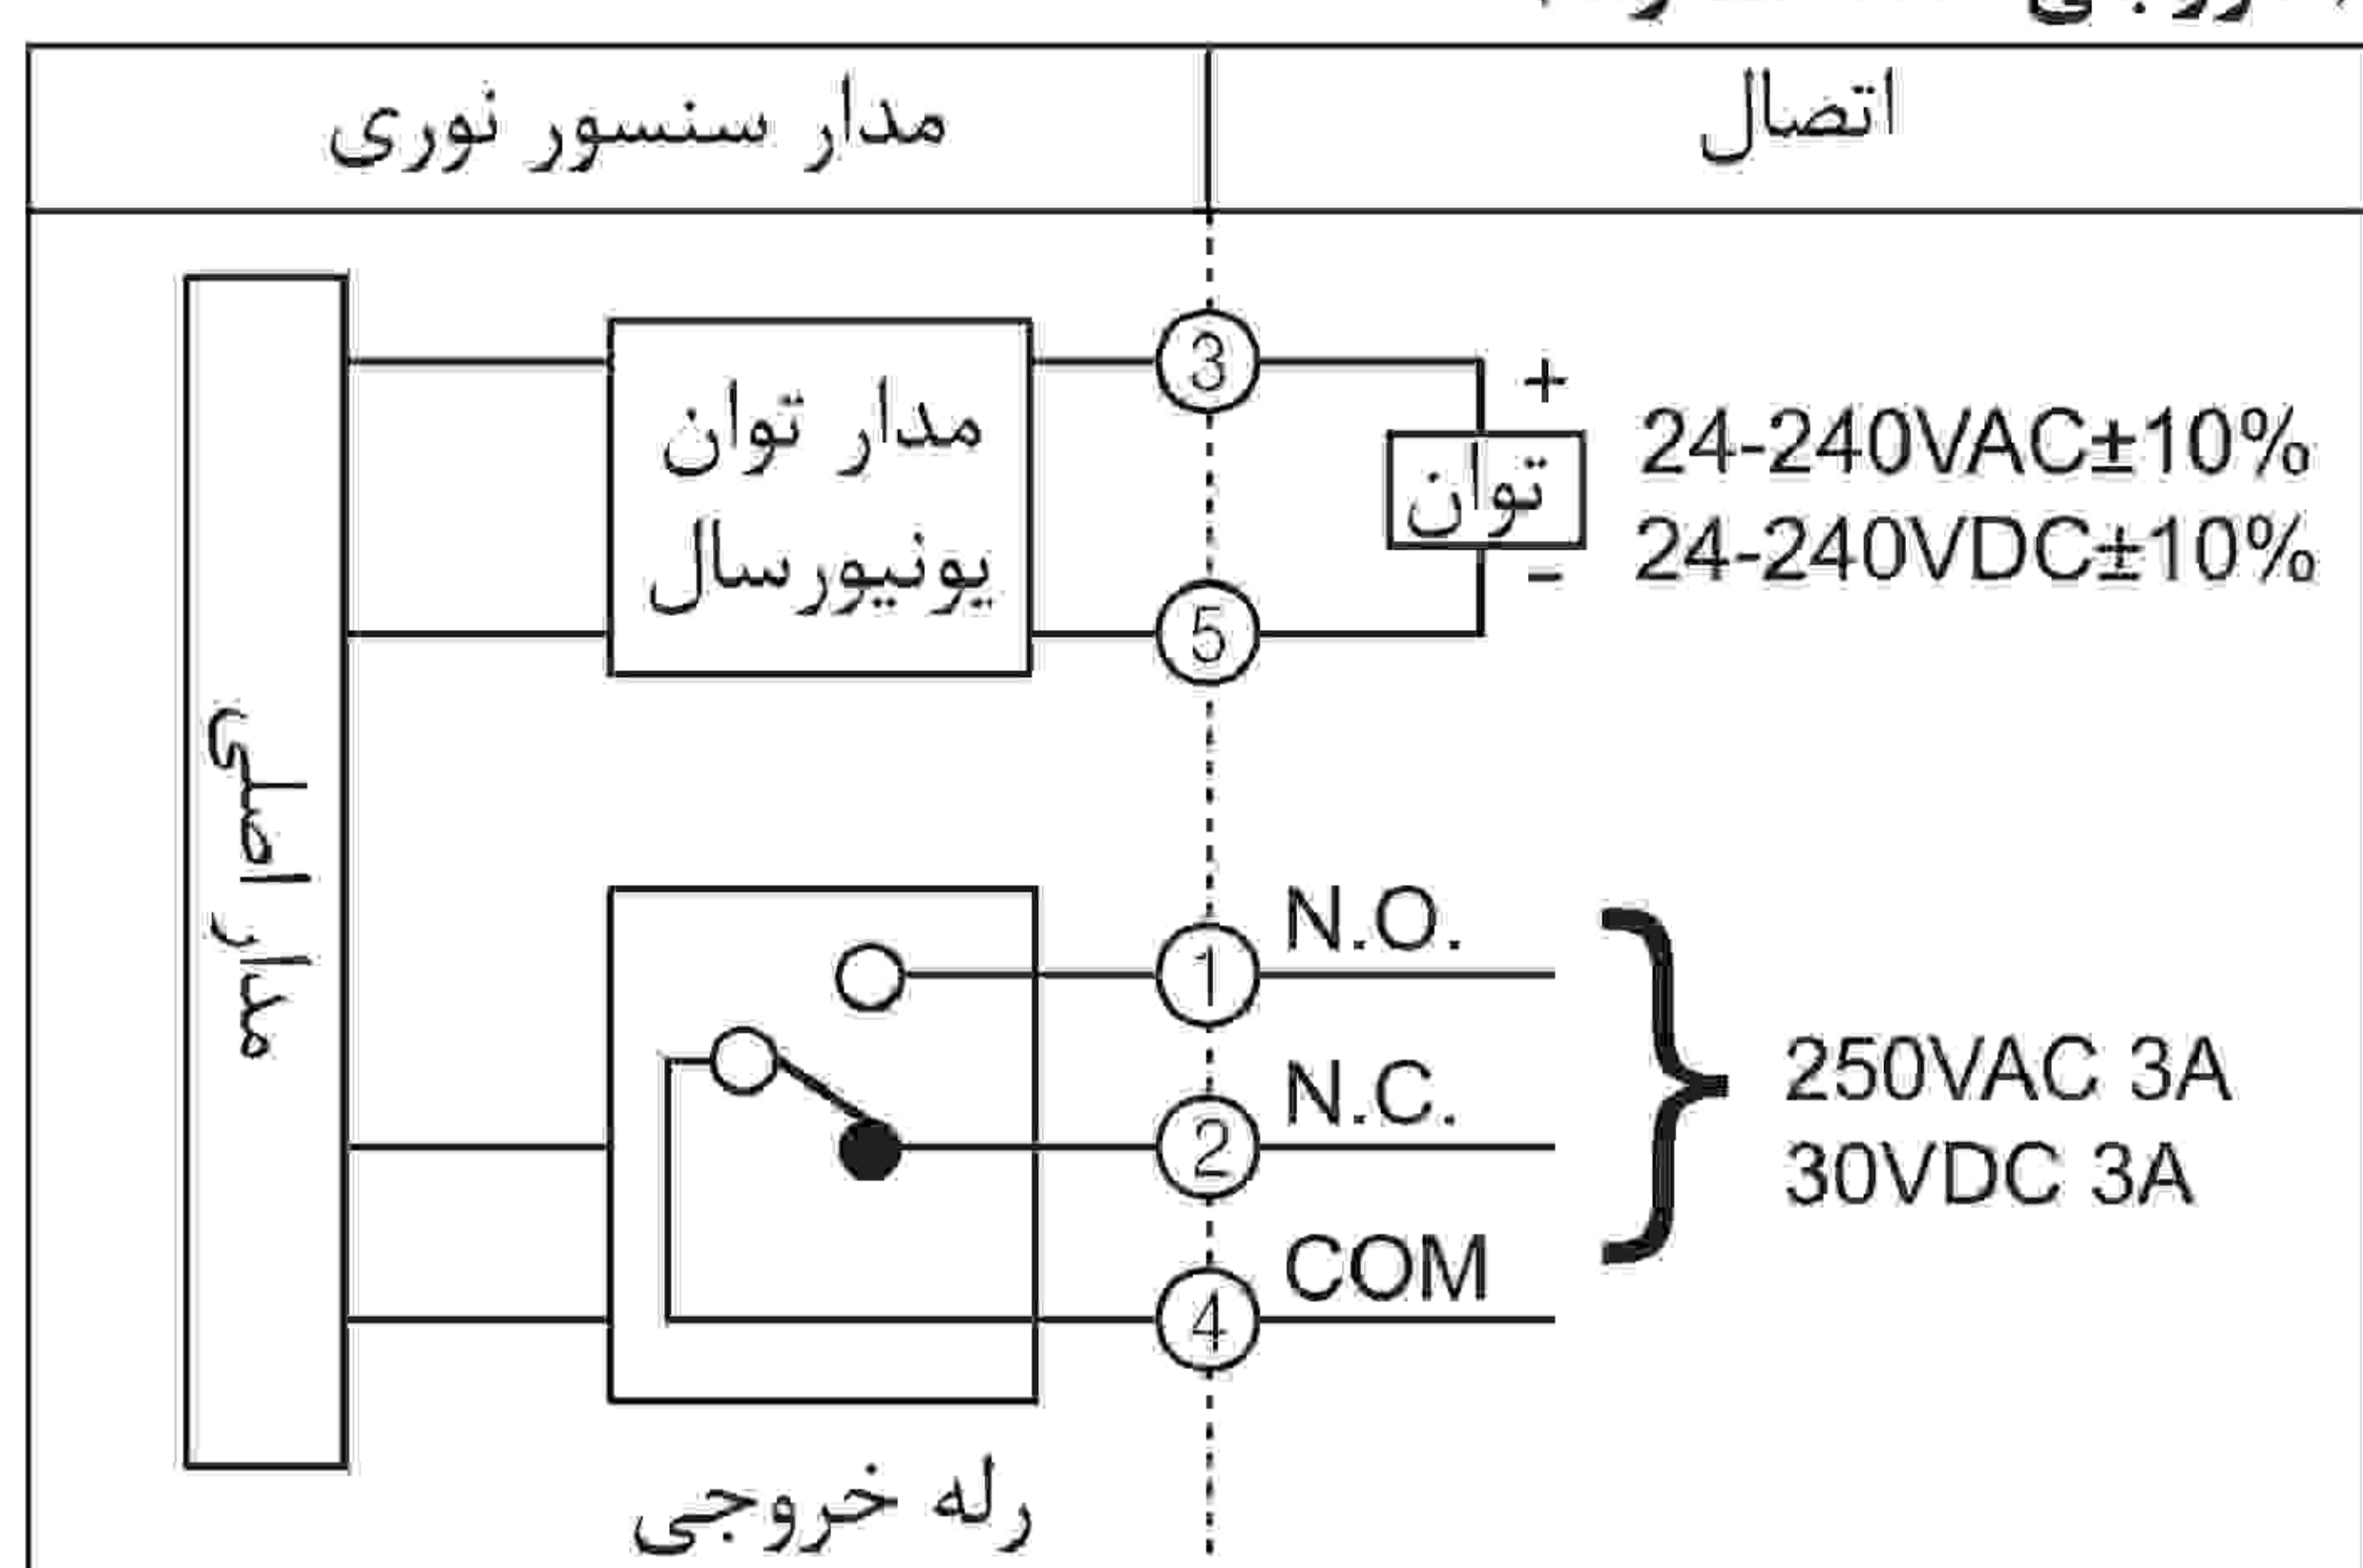 اتصال
مدار سنسور نوری
3
+
توان
24-240VAC±10%
24-240VDC±10%
-
5
مدار توان
یونیورسال
مدار اصلی
1
N.O.
2
N.C.
4
COM
250VAC 3A
30VDC 3A
رله خروجی